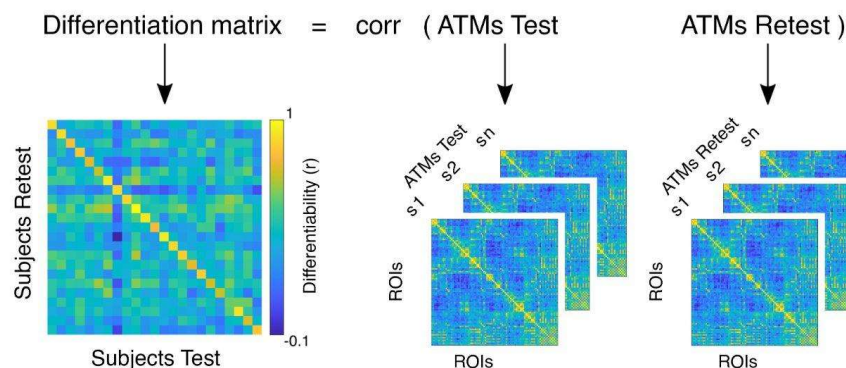 Differentiation matrix = corr ( ATMs Test ATMs Retest )
Subjects Retest
1
Differentiability (r)
-0.1
Subjects Test
ATMs Test
s1 s2 sn
ROIs
ROIs
ATMs Retest
s1 s2 sn
ROIs
ROIs